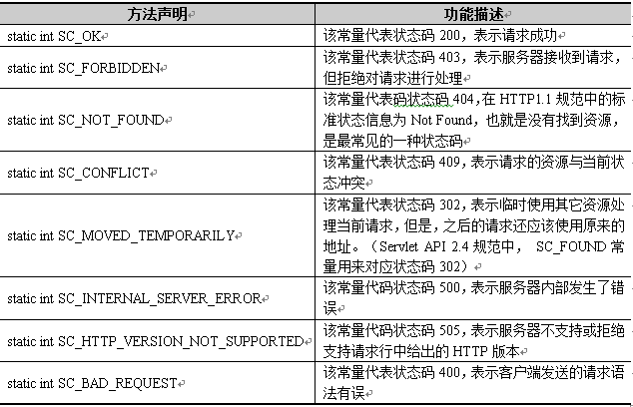 方法声明 功能描述
static int SC_OK 该常量代表状态码 200，表示请求成功
static int SC_FORBIDDEN 该常量代表状态码 403，表示服务器接收到请求，
但拒绝对请求进行处理
static int SC_NOT_FOUND 该常量代表码状态码 404，在 HTTP1.1 规范中的标
准状态信息为 Not Found，也就是没有找到资源，
是最常见的一种状态码
static int SC_CONFLICT 该常量代表状态码 409，表示请求的资源与当前状
态冲突
static int SC_MOVED_TEMPORARILY 该常量代表状态码 302，表示临时使用其它资源处
理当前请求，但是，之后的请求还应该使用原来的
地址。（Servlet API 2.4 规范中， SC_FOUND 常
量用来对应状态码 302）
static int SC_INTERNAL_SERVER_ERROR 该常量代码状态码 500，表示服务器内部发生了错
误
static int SC_HTTP_VERSION_NOT_SUPPORTED 该常量代码状态码 505，表示服务器不支持或拒绝
支持请求行中给出的 HTTP 版本
static int SC_BAD_REQUEST 该常量代表状态码 400，表示客户端发送的请求语
法有误